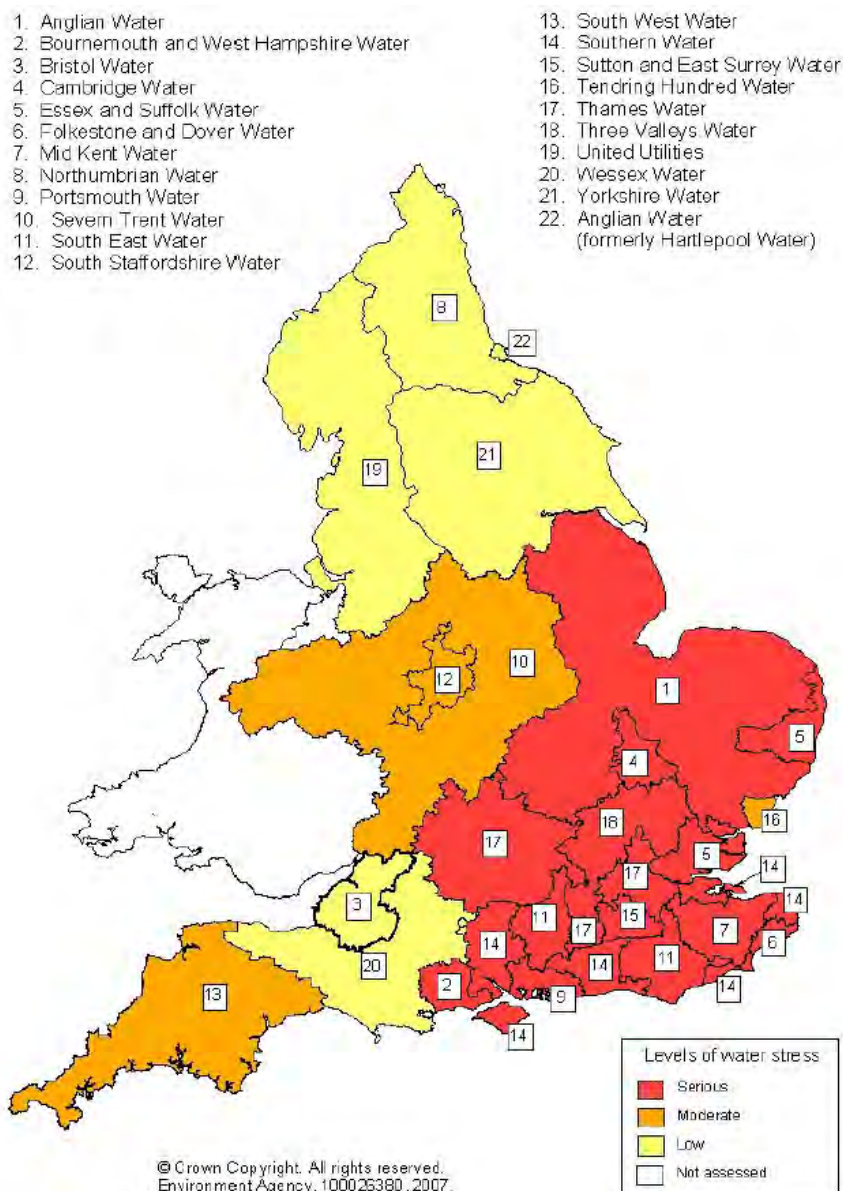 1. Anglian Water
2. Bournemouth and West Hampshire Water
3. Bristol Water
4. Cambridge Water
5. Essex and Suffolk Water
6. Folkestone and Dover Water
7. Mid Kent Water
8. Northumbrian Water
9. Portsmouth Water
10. Severn Trent Water
11. South East Water
12. South Staffordshire Water
13. South West Water
14. Southern Water
15. Sutton and East Surrey Water
16. Tendring Hundred Water
17. Thames Water
18. Three Valleys Water
19. United Utilities
20. Wessex Water
21. Yorkshire Water
22. Anglian Water
(formerly Hartlepool Water)
8
22
19
21
10
12
1
5
4
18
16
17
5
17
14
14
3
11
17
15
7
6
14
20
14
11
2
9
14
13
14
Levels of water stress
Serious
Moderate
Low
Not assessed
© Crown Copyright. All rights reserved.
Environment Agency, 100026380, 2007.